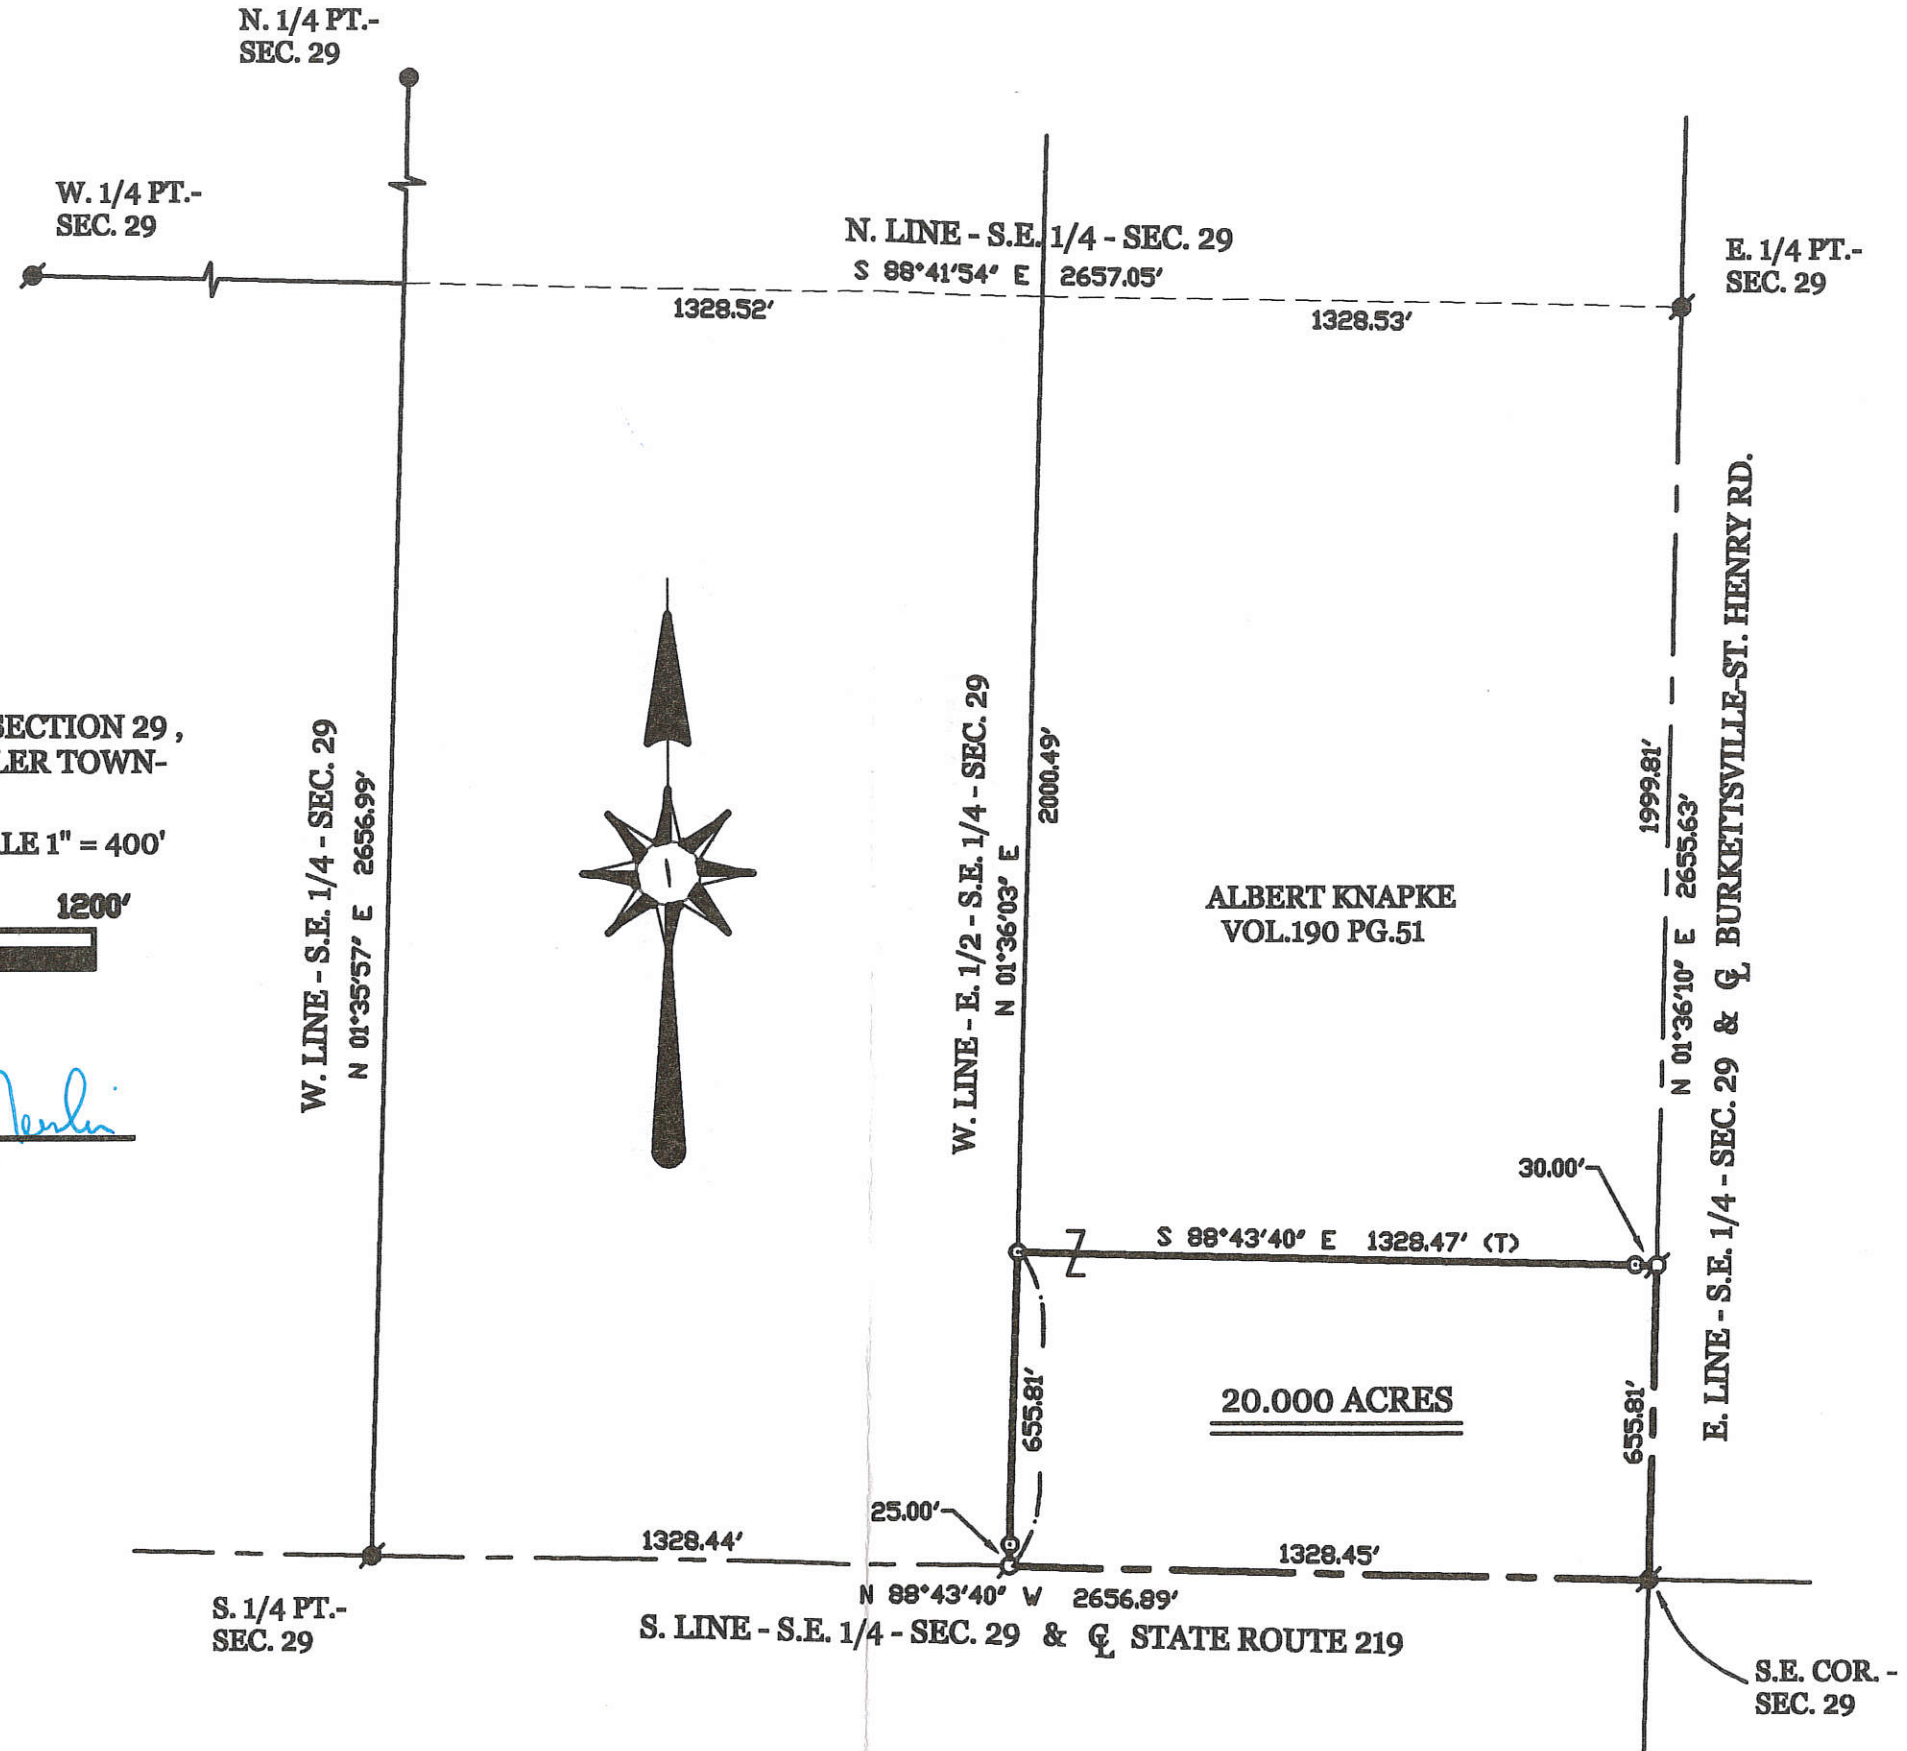 N. 1/4 PT.-
SEC. 29
W. 1/4 PT.-
SEC. 29
N. LINE - S.E. 1/4 - SEC. 29
S 88°41'54" E 2657.05'
E. 1/4 PT.-
SEC. 29
1328.52'
1328.53'
SECTION 29 ,
LER TOWN-
LE 1" = 400'
1200'
W. LINE - S.E. 1/4 - SEC. 29
N 01°35'57" E 2656.99'
W. LINE - E. 1/2 - S.E. 1/4 - SEC. 29
N 01°36'03" E
2000.49'
ALBERT KNAPKE
VOL.190 PG.51
1999.81'
N 01°36'10" E 2655.63'
E. LINE - S.E. 1/4 - SEC. 29 & ℄ BURKETTSVILLE-ST. HENRY RD.
30.00'
S 88°43'40" E 1328.47' (T)
655.81'
20.000 ACRES
655.81'
25.00'
1328.44'
1328.45'
N 88°43'40" W 2656.89'
S. 1/4 PT.-
SEC. 29
S. LINE - S.E. 1/4 - SEC. 29 & ℄ STATE ROUTE 219
S.E. COR. -
SEC. 29